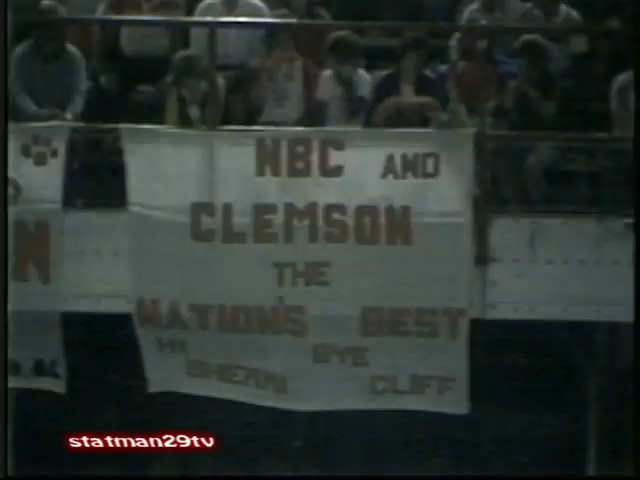 NBC AND
CLEMSON
THE
NATION'S BEST
HI BYE
SHERRI CLIFF
N
statman29tv